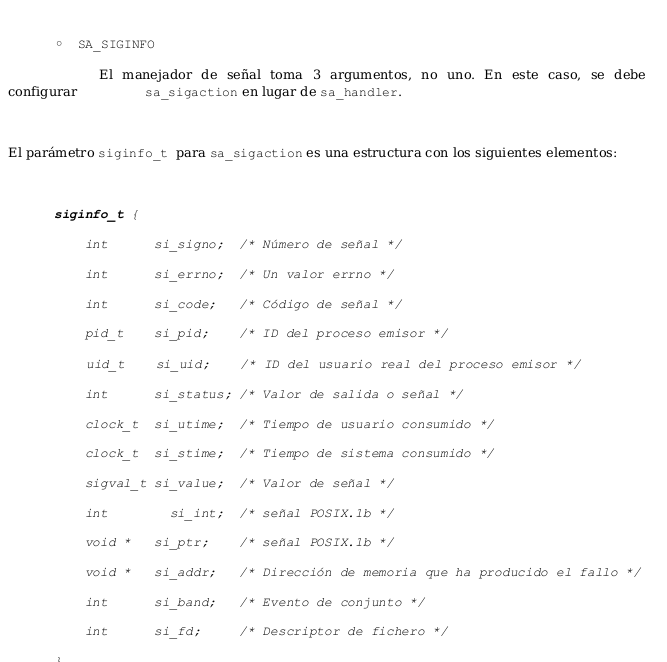 ◦ SA_SIGINFO
El manejador de señal toma 3 argumentos, no uno. En este caso, se debe
configurar sa_sigaction en lugar de sa_handler.
El parámetro siginfo_t para sa_sigaction es una estructura con los siguientes elementos:
siginfo_t {
int si_signo; /* Número de señal */
int si_errno; /* Un valor errno */
int si_code; /* Código de señal */
pid_t si_pid; /* ID del proceso emisor */
uid_t si_uid; /* ID del usuario real del proceso emisor */
int si_status; /* Valor de salida o señal */
clock_t si_utime; /* Tiempo de usuario consumido */
clock_t si_stime; /* Tiempo de sistema consumido */
sigval_t si_value; /* Valor de señal */
int si_int; /* señal POSIX.1b */
void * si_ptr; /* señal POSIX.1b */
void * si_addr; /* Dirección de memoria que ha producido el fallo */
int si_band; /* Evento de conjunto */
int si_fd; /* Descriptor de fichero */
}